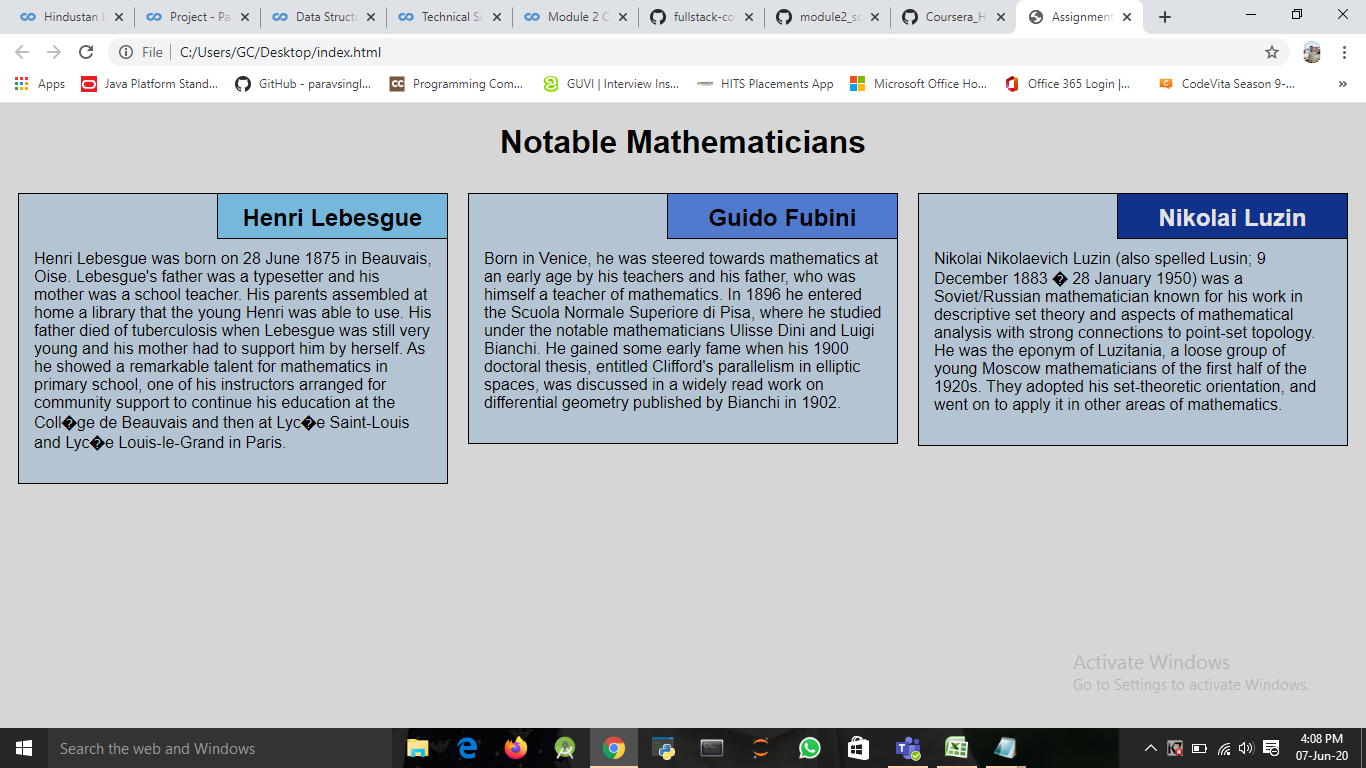 Hindustan
Project - Pa
Data Struct
Technical S
Module 2 C
fullstack-co
module2_so
Coursera_H
Assignment
File
C:/Users/GC/Desktop/index.html
Apps
Java Platform Stand...
GitHub - paravsingl...
Programming Com...
GUVI | Interview Ins...
HITS Placements App
Microsoft Office Ho...
Office 365 Login |...
CodeVita Season 9-...
»
Notable Mathematicians
Henri Lebesgue
Henri Lebesgue was born on 28 June 1875 in Beauvais,
Oise. Lebesgue's father was a typesetter and his
mother was a school teacher. His parents assembled at
home a library that the young Henri was able to use. His
father died of tuberculosis when Lebesgue was still very
young and his mother had to support him by herself. As
he showed a remarkable talent for mathematics in
primary school, one of his instructors arranged for
community support to continue his education at the
Coll�ge de Beauvais and then at Lyc�e Saint-Louis
and Lyc�e Louis-le-Grand in Paris.
Guido Fubini
Born in Venice, he was steered towards mathematics at
an early age by his teachers and his father, who was
himself a teacher of mathematics. In 1896 he entered
the Scuola Normale Superiore di Pisa, where he studied
under the notable mathematicians Ulisse Dini and Luigi
Bianchi. He gained some early fame when his 1900
doctoral thesis, entitled Clifford's parallelism in elliptic
spaces, was discussed in a widely read work on
differential geometry published by Bianchi in 1902.
Nikolai Luzin
Nikolai Nikolaevich Luzin (also spelled Lusin; 9
December 1883 � 28 January 1950) was a
Soviet/Russian mathematician known for his work in
descriptive set theory and aspects of mathematical
analysis with strong connections to point-set topology.
He was the eponym of Luzitania, a loose group of
young Moscow mathematicians of the first half of the
1920s. They adopted his set-theoretic orientation, and
went on to apply it in other areas of mathematics.
Activate Windows
Go to Settings to activate Windows.
Search the web and Windows
4:08 PM
07-Jun-20